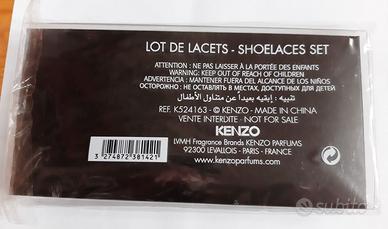 LOT DE LACETS - SHOELACES SET
ATTENTION : NE PAS LAISSER À LA PORTÉE DES ENFANTS
WARNING: KEEP OUT OF REACH OF CHILDREN
ADVERTENCIA : MANTENER FUERA DEL ALCANCE DE LOS NIÑOS
ОСТОРОЖНО : НЕ ОСТАВЛЯТЬ В МЕСТАХ, ДОСТУПНЫХ ДЛЯ ДЕТЕЙ
تنبيه : إبقيه بعيداً عن متناول الأطفال
REF. K524163 - © KENZO - MADE IN CHINA
VENTE INTERDITE - NOT FOR SALE
KENZO
LVMH Fragrance Brands KENZO PARFUMS
92300 LEVALLOIS - PARIS - FRANCE
www.kenzoparfums.com
3 274872 381421
subito